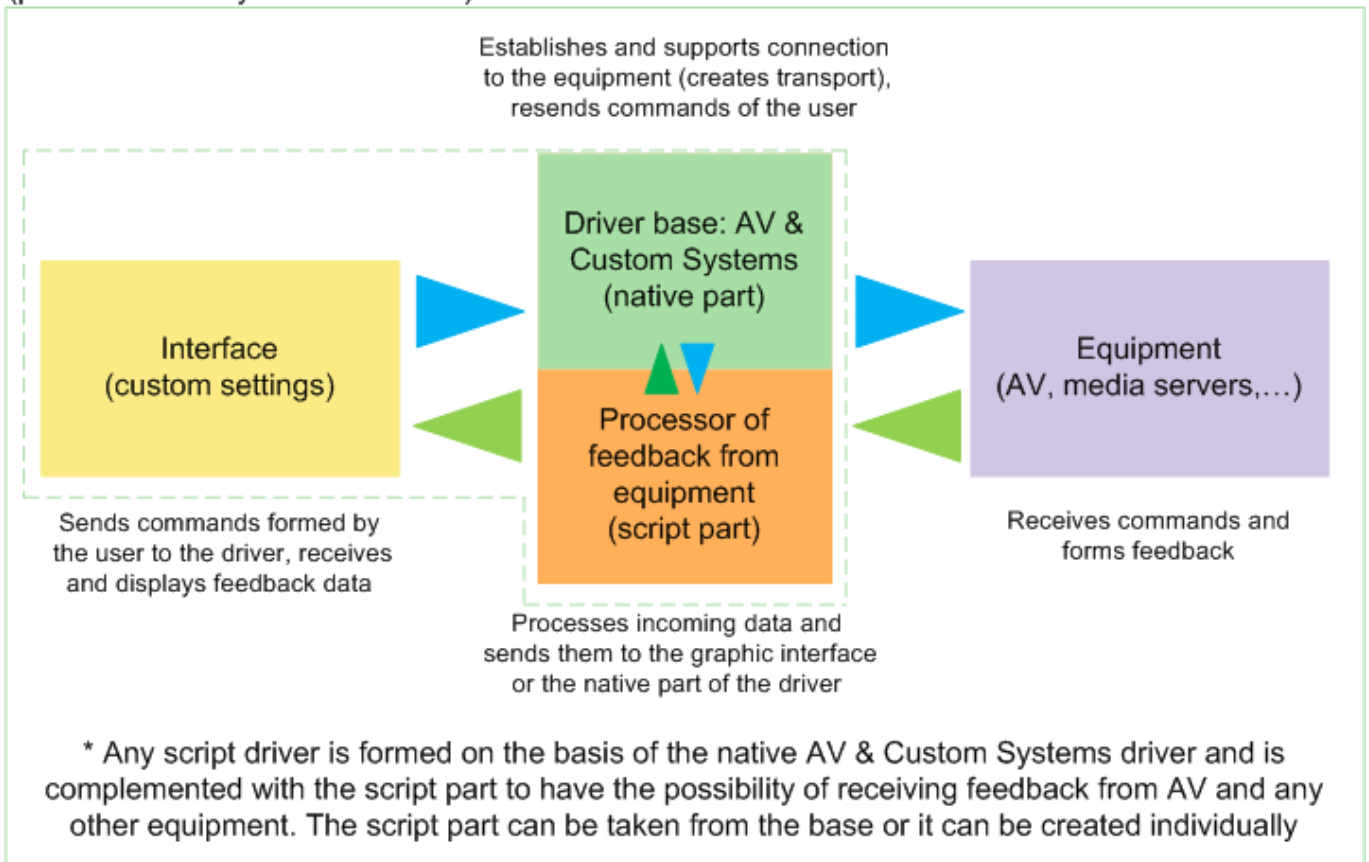 Establishes and supports connection
to the equipment (creates transport),
resends commands of the user
Driver base: AV &
Custom Systems
(native part)
Interface
(custom settings)
Equipment
(AV, media servers,...)
Processor of
feedback from
equipment
(script part)
Sends commands formed by
the user to the driver, receives
and displays feedback data
Receives commands and
forms feedback
Processes incoming data and
sends them to the graphic interface
or the native part of the driver
* Any script driver is formed on the basis of the native AV & Custom Systems driver and is
complemented with the script part to have the possibility of receiving feedback from AV and any
other equipment. The script part can be taken from the base or it can be created individually